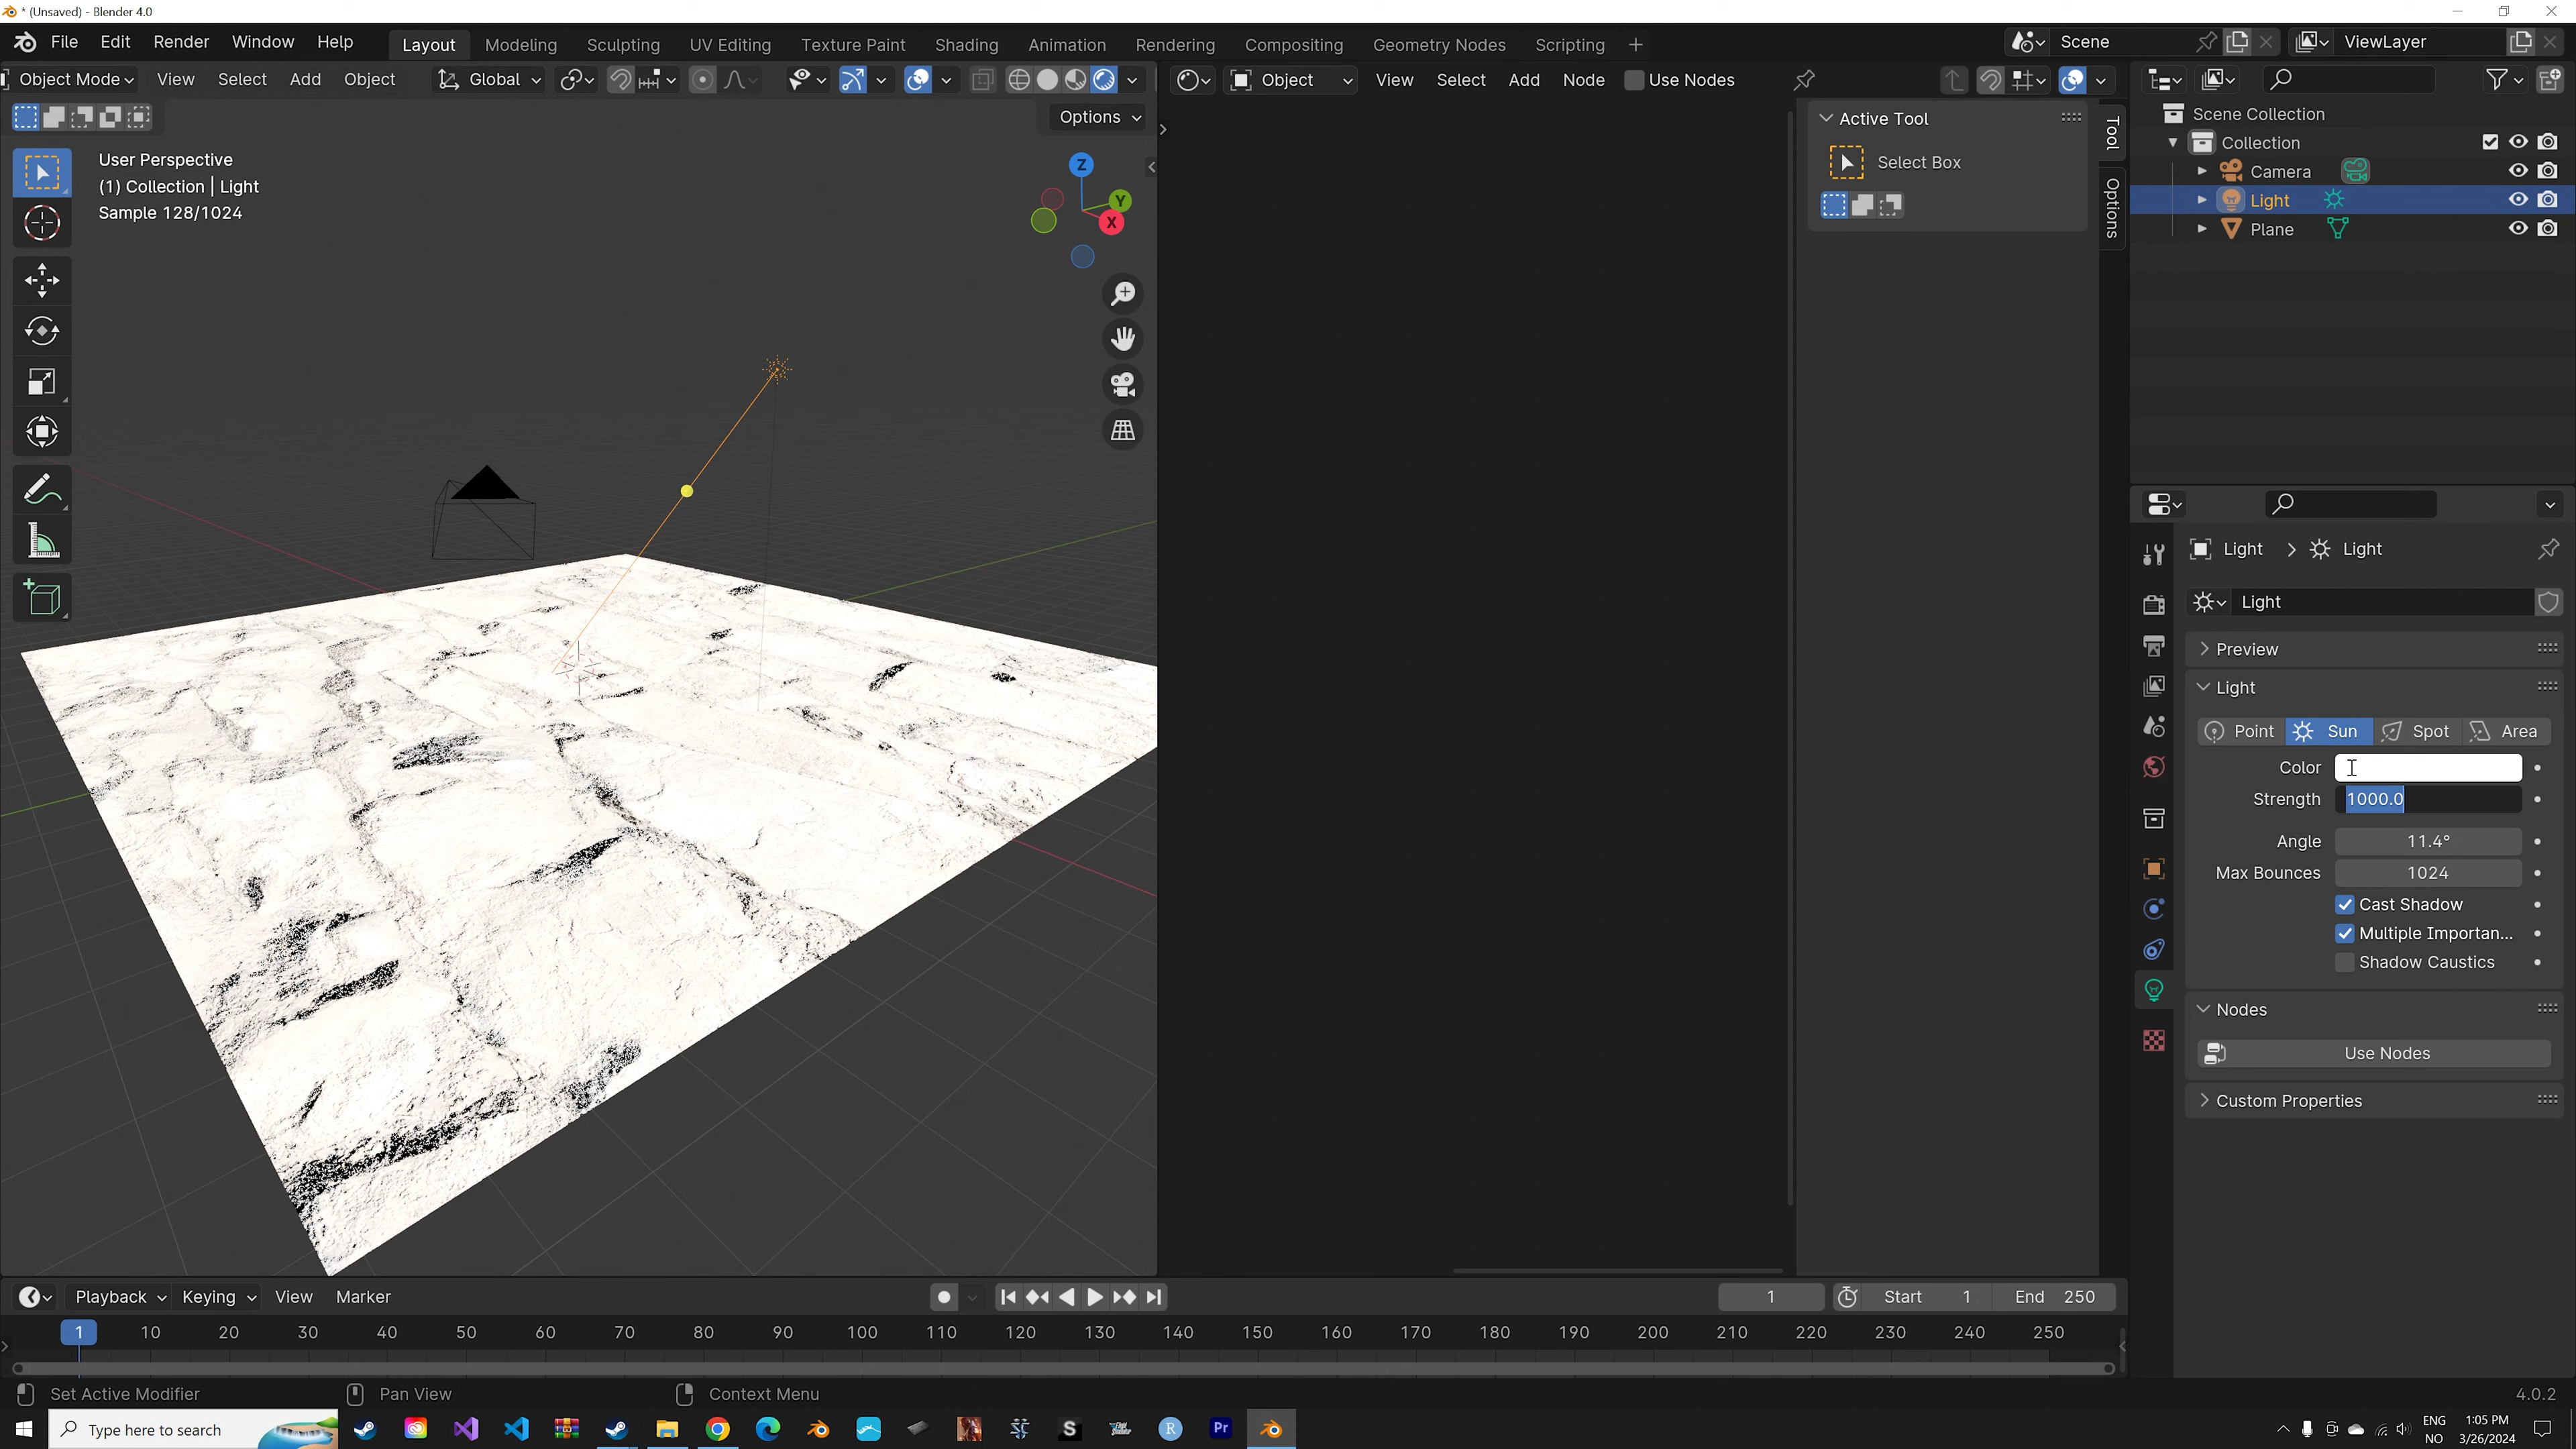 * (Unsaved) - Blender 4.0
File Edit Render Window Help Layout Modeling Sculpting UV Editing Texture Paint Shading Animation Rendering Compositing Geometry Nodes Scripting + Scene ViewLayer
Object Mode View Select Add Object Global Object View Select Add Node Use Nodes
Options
User Perspective
(1) Collection | Light
Sample 128/1024
Z
Y
X
Active Tool
Select Box
Tool
Options
Scene Collection
Collection
Camera
Light
Plane
Light > Light
Light
Preview
Light
Point Sun Spot Area
Color
Strength 1000.0
Angle 11.4°
Max Bounces 1024
Cast Shadow
Multiple Importan...
Shadow Caustics
Nodes
Use Nodes
Custom Properties
Playback Keying View Marker 1 Start 1 End 250
1 10 20 30 40 50 60 70 80 90 100 110 120 130 140 150 160 170 180 190 200 210 220 230 240 250
Set Active Modifier Pan View Context Menu 4.0.2
Type here to search S R Pr ENG 1:05 PM
NO 3/26/2024